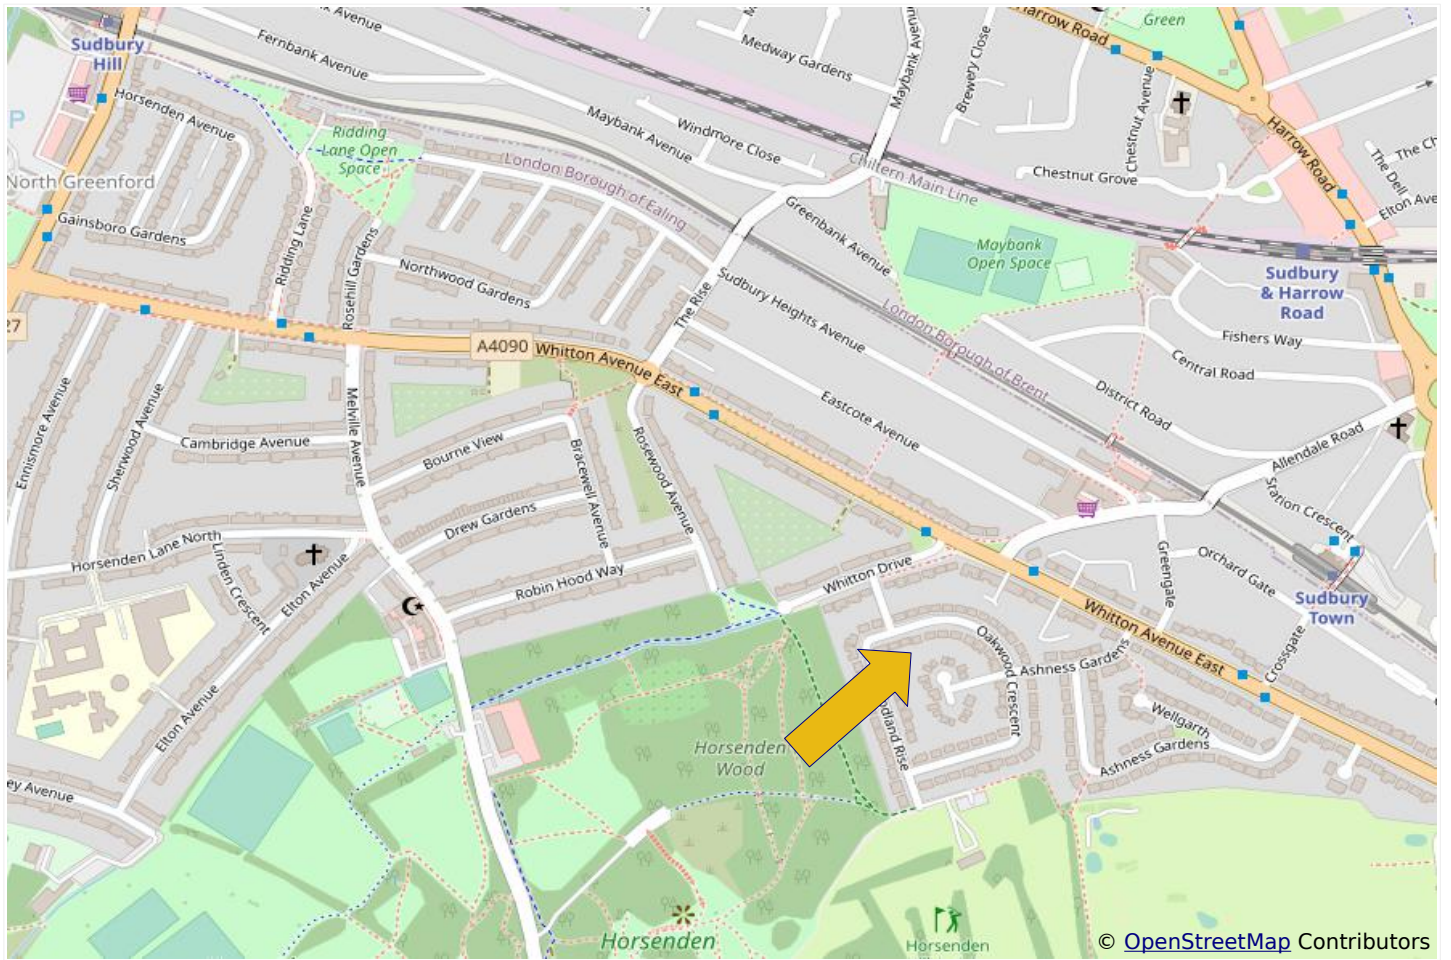 k Avenue
Fernbank Avenue
Medway Gardens
Maybank Avenue
Brewery Close
Harrow Road
Green
Sudbury
Hill
Horsenden Avenue
Ridding
Lane Open
Space
Maybank Avenue
Windmore Close
Chestnut Avenue
Harrow Road
The Dell
The Ch
P
North Greenford
London Borough of Ealing
Chiltern Main Line
Chestnut Grove
Elton Ave
Gainsboro Gardens
Ridding Lane
Rosehill Gardens
Northwood Gardens
Greenbank Avenue
Maybank
Open Space
Sudbury
& Harrow
Road
The Rise
Sudbury Heights Avenue
London Borough of Brent
Fishers Way
Central Road
27
A4090
Whitton Avenue East
District Road
Ennismore Avenue
Sherwood Avenue
Melville Avenue
Cambridge Avenue
Bourne View
Bracewell Avenue
Rosewood Avenue
Eastcote Avenue
Allendale Road
Station Crescent
Drew Gardens
Horsenden Lane North
Linden Crescent
Elton Avenue
Robin Hood Way
Whitton Drive
Greengate
Orchard Gate
Sudbury
Town
Whitton Avenue East
Crossgate
Oakwood Crescent
Ashness Gardens
Elton Avenue
Horsenden
Wood
dland Rise
Wellgarth
Ashness Gardens
ey Avenue
Horsenden
Horsenden
© OpenStreetMap Contributors